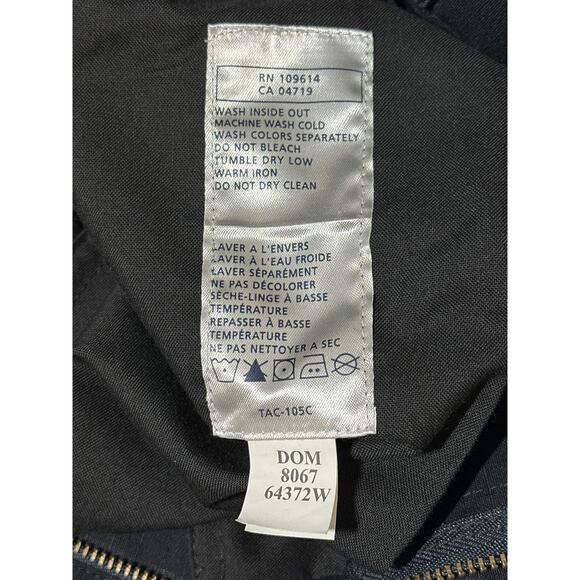 RN 109614
CA 04719
WASH INSIDE OUT
MACHINE WASH COLD
WASH COLORS SEPARATELY
DO NOT BLEACH
TUMBLE DRY LOW
WARM IRON
DO NOT DRY CLEAN
LAVER A L'ENVERS
LAVER À L'EAU FROIDE
LAVER SÉPARÉMENT
NE PAS DÉCOLORER
SÈCHE-LINGE À BASSE
TEMPÉRATURE
REPASSER À BASSE
TEMPÉRATURE
NE PAS NETTOYER A SEC
TAC-105C
DOM
8067
64372W